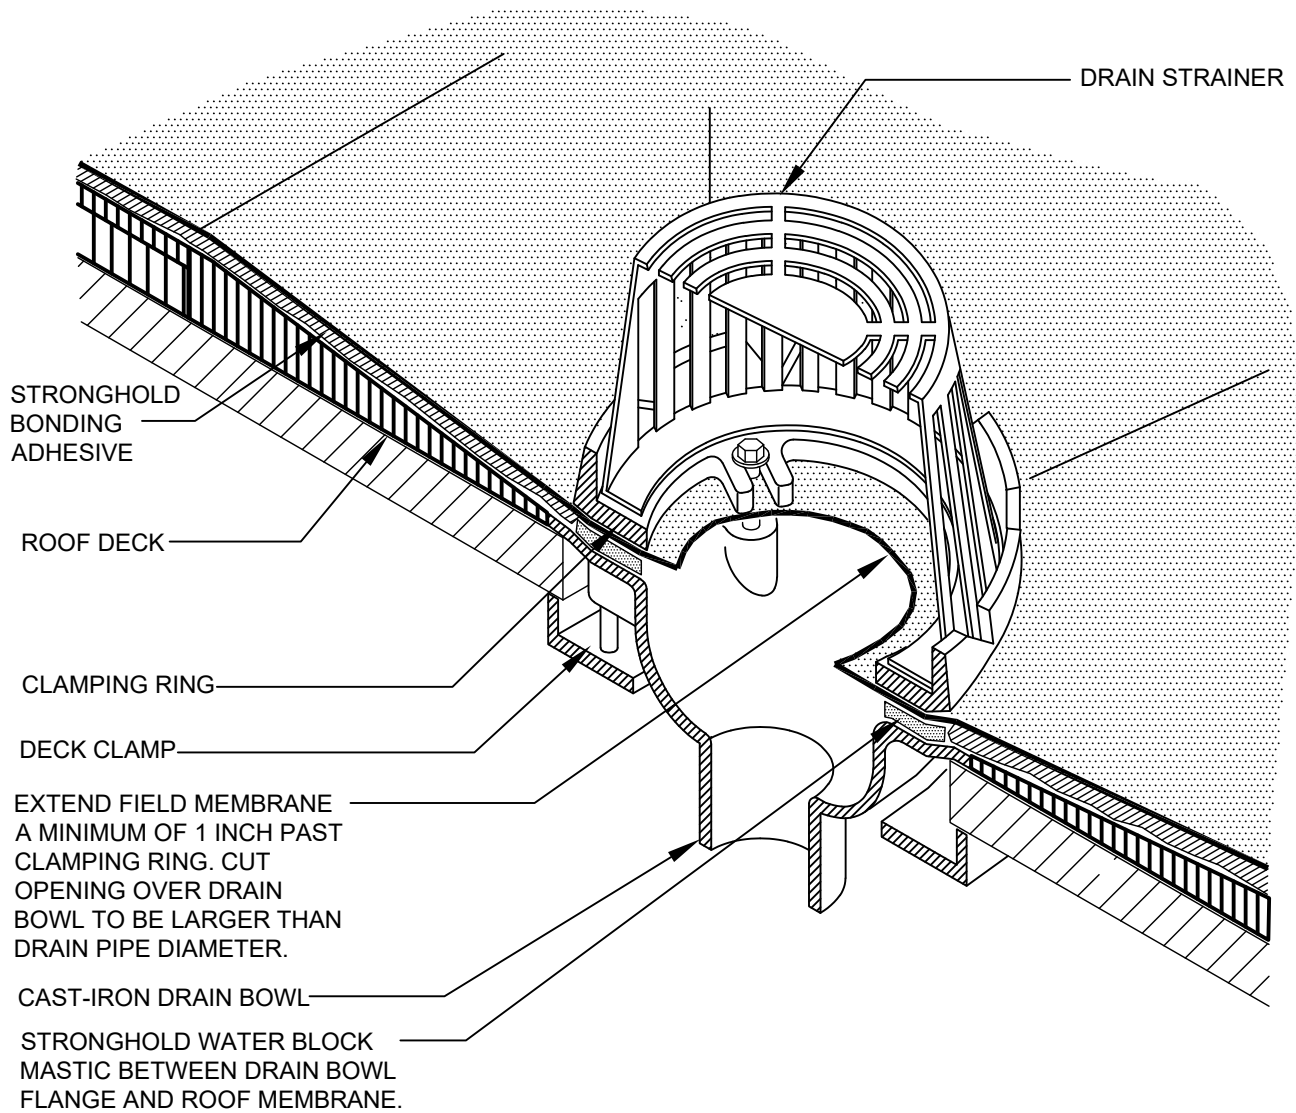 DRAIN STRAINER
STRONGHOLD
BONDING
ADHESIVE
ROOF DECK
CLAMPING RING
DECK CLAMP
EXTEND FIELD MEMBRANE
A MINIMUM OF 1 INCH PAST
CLAMPING RING. CUT
OPENING OVER DRAIN
BOWL TO BE LARGER THAN
DRAIN PIPE DIAMETER.
CAST-IRON DRAIN BOWL
STRONGHOLD WATER BLOCK
MASTIC BETWEEN DRAIN BOWL
FLANGE AND ROOF MEMBRANE.